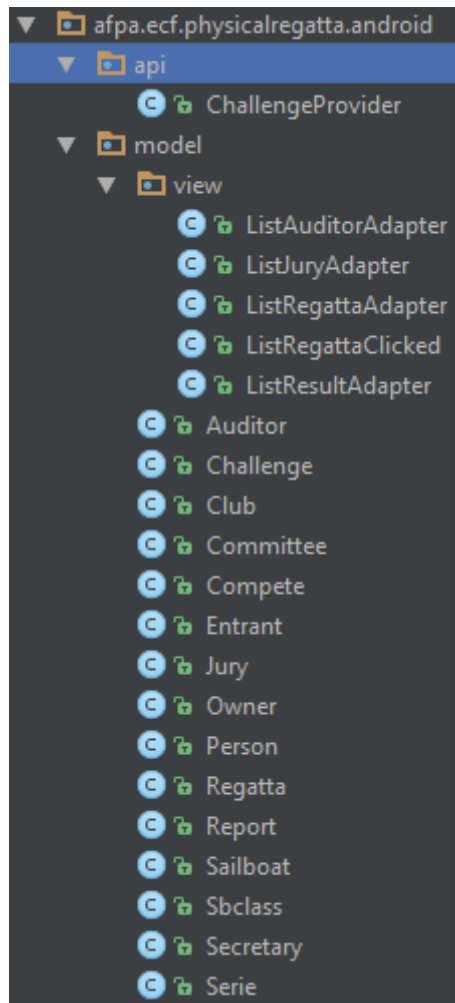 afpa.ecf.physicalregatta.android
api
C ChallengeProvider
model
view
C ListAuditorAdapter
C ListJuryAdapter
C ListRegattaAdapter
C ListRegattaClicked
C ListResultAdapter
C Auditor
C Challenge
C Club
C Committee
C Compete
C Entrant
C Jury
C Owner
C Person
C Regatta
C Report
C Sailboat
C Sbclass
C Secretary
C Serie